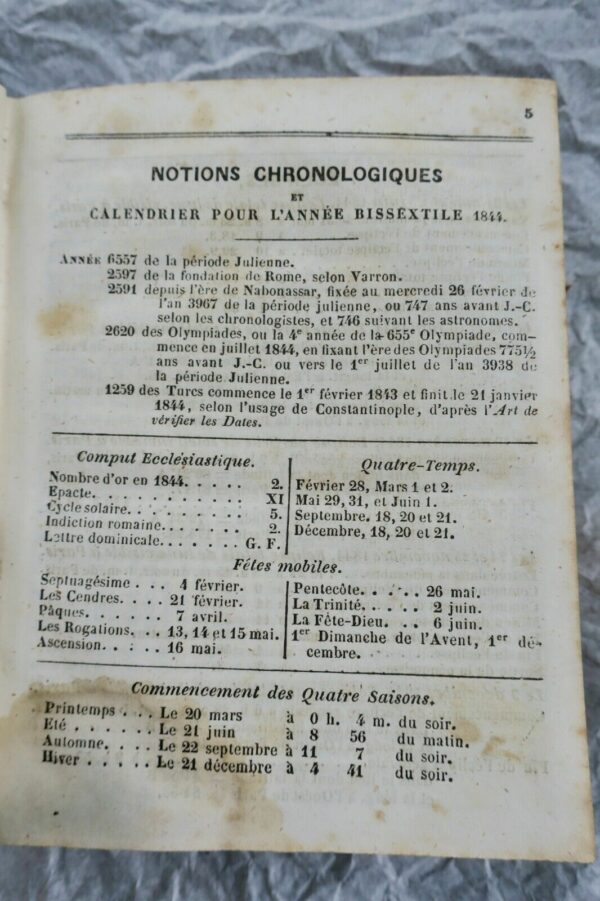 5
NOTIONS CHRONOLOGIQUES
ET
CALENDRIER POUR L'ANNÉE BISSEXTILE 1844.
ANNÉE 6557 de la période Julienne.
2597 de la fondation de Rome, selon Varron.
2591 depuis l'ère de Nabonassar, fixée au mercredi 26 février de
l'an 3967 de la période julienne, ou 747 ans avant J.-C.
selon les chronologistes, et 746 suivant les astronomes.
2620 des Olympiades, ou la 4e année de la 655e Olympiade, com-
mence en juillet 1844, en fixant l'ère des Olympiades 775½
ans avant J.-C. ou vers le 1er juillet de l'an 3938 de
la période Julienne.
1259 des Turcs commence le 1er février 1843 et finit le 21 janvier
1844, selon l'usage de Constantinople, d'après l'Art de
vérifier les Dates.
Comput Ecclésiastique.
Nombre d'or en 1844. . . . . 2.
Epacte. . . . . . . . . . . XI
Cycle solaire. . . . . . . . 5.
Indiction romaine. . . . . . 2.
Lettre dominicale. . . . . . G. F.
Quatre-Temps.
Février 28, Mars 1 et 2.
Mai 29, 31, et Juin 1.
Septembre. 18, 20 et 21.
Décembre, 18, 20 et 21.
Fêtes mobiles.
Septuagésime . . . 4 février.
Les Cendres. . . . 21 février.
Pâques. . . . . . 7 avril.
Les Rogations. . . 13, 14 et 15 mai.
Ascension. . . . . 16 mai.
Pentecôte. . . . . 26 mai.
La Trinité. . . . . 2 juin.
La Fête-Dieu. . . . 6 juin.
1er Dimanche de l'Avent, 1er dé-
cembre.
Commencement des Quatre Saisons.
Printemps . . . Le 20 mars à 0 h. 4 m. du soir.
Eté . . . . . . Le 21 juin à 8 56 du matin.
Automne. . . . Le 22 septembre à 11 7 du soir.
Hiver . . . . . Le 21 décembre à 4 41 du soir.